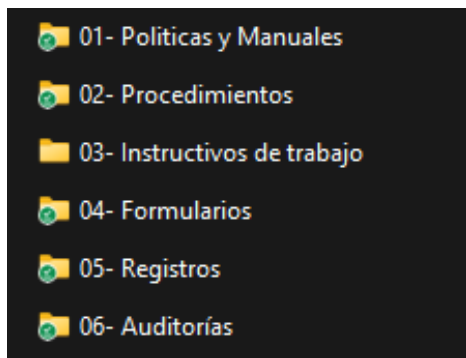 01- Politicas y Manuales
02- Procedimientos
03- Instructivos de trabajo
04- Formularios
05- Registros
06- Auditorías